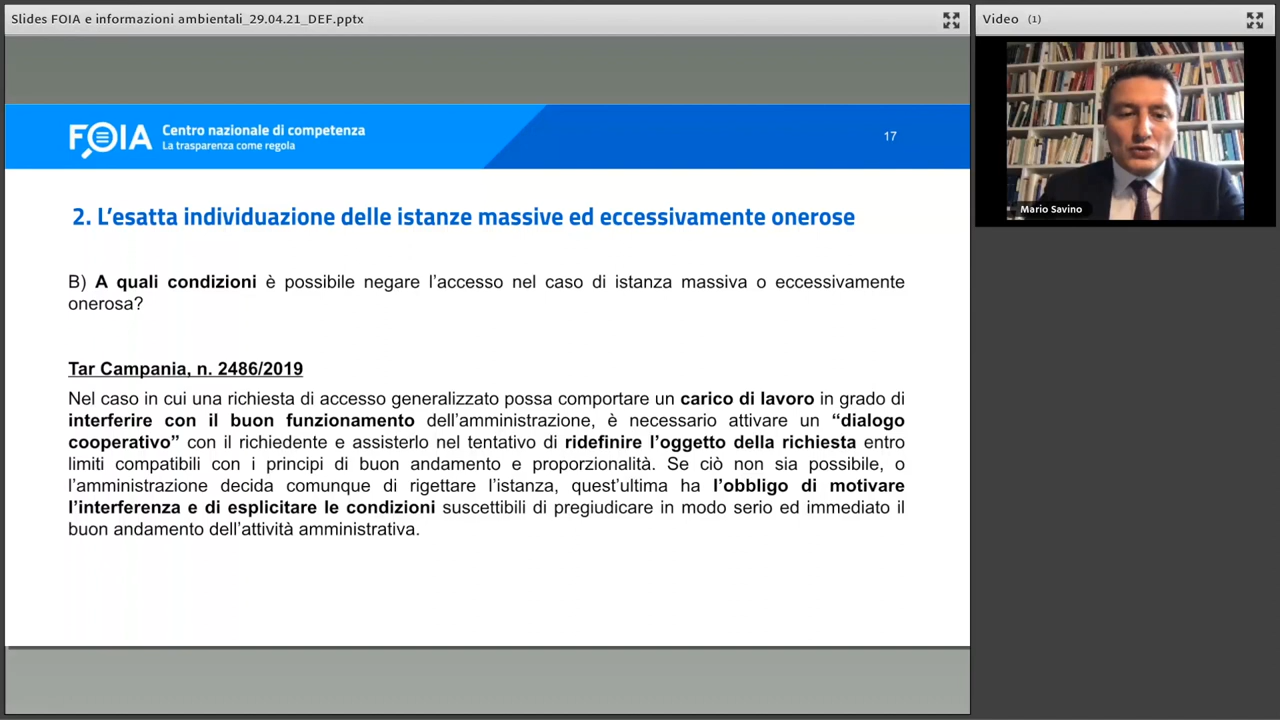 Slides FOIA e informazioni ambientali_29.04.21_DEF.pptx
Video (1)
FOIA Centro nazionale di competenza
La trasparenza come regola
17
Mario Savino
2. L’esatta individuazione delle istanze massive ed eccessivamente onerose
B) A quali condizioni è possibile negare l’accesso nel caso di istanza massiva o eccessivamente
onerosa?
Tar Campania, n. 2486/2019
Nel caso in cui una richiesta di accesso generalizzato possa comportare un carico di lavoro in grado di
interferire con il buon funzionamento dell’amministrazione, è necessario attivare un “dialogo
cooperativo” con il richiedente e assisterlo nel tentativo di ridefinire l’oggetto della richiesta entro
limiti compatibili con i principi di buon andamento e proporzionalità. Se ciò non sia possibile, o
l’amministrazione decida comunque di rigettare l’istanza, quest’ultima ha l’obbligo di motivare
l’interferenza e di esplicitare le condizioni suscettibili di pregiudicare in modo serio ed immediato il
buon andamento dell’attività amministrativa.